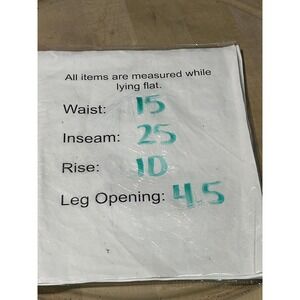 All items are measured while
lying flat.
Waist: 15
Inseam: 25
Rise: 10
Leg Opening: 4.5